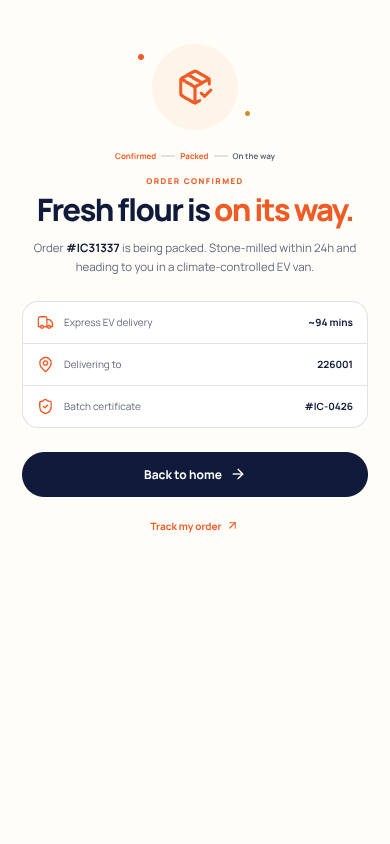 Confirmed — Packed — On the way
ORDER CONFIRMED
Fresh flour is on its way.
Order #IC31337 is being packed. Stone-milled within 24h and
heading to you in a climate-controlled EV van.
Express EV delivery ~94 mins
Delivering to 226001
Batch certificate #IC-0426
Back to home →
Track my order ↗